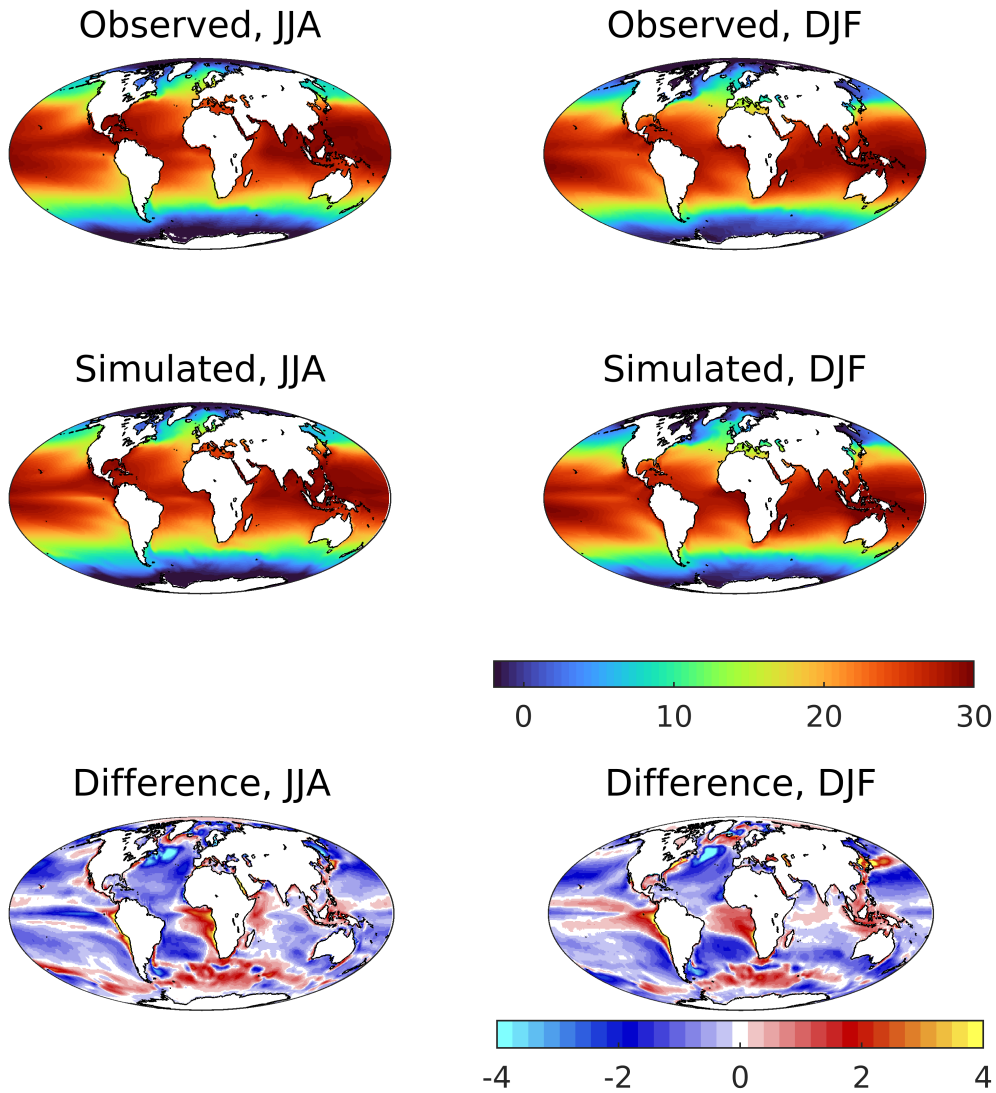 Observed, JJA
Observed, DJF
Simulated, JJA
Simulated, DJF
0 10 20 30
Difference, JJA
Difference, DJF
-4 -2 0 2 4